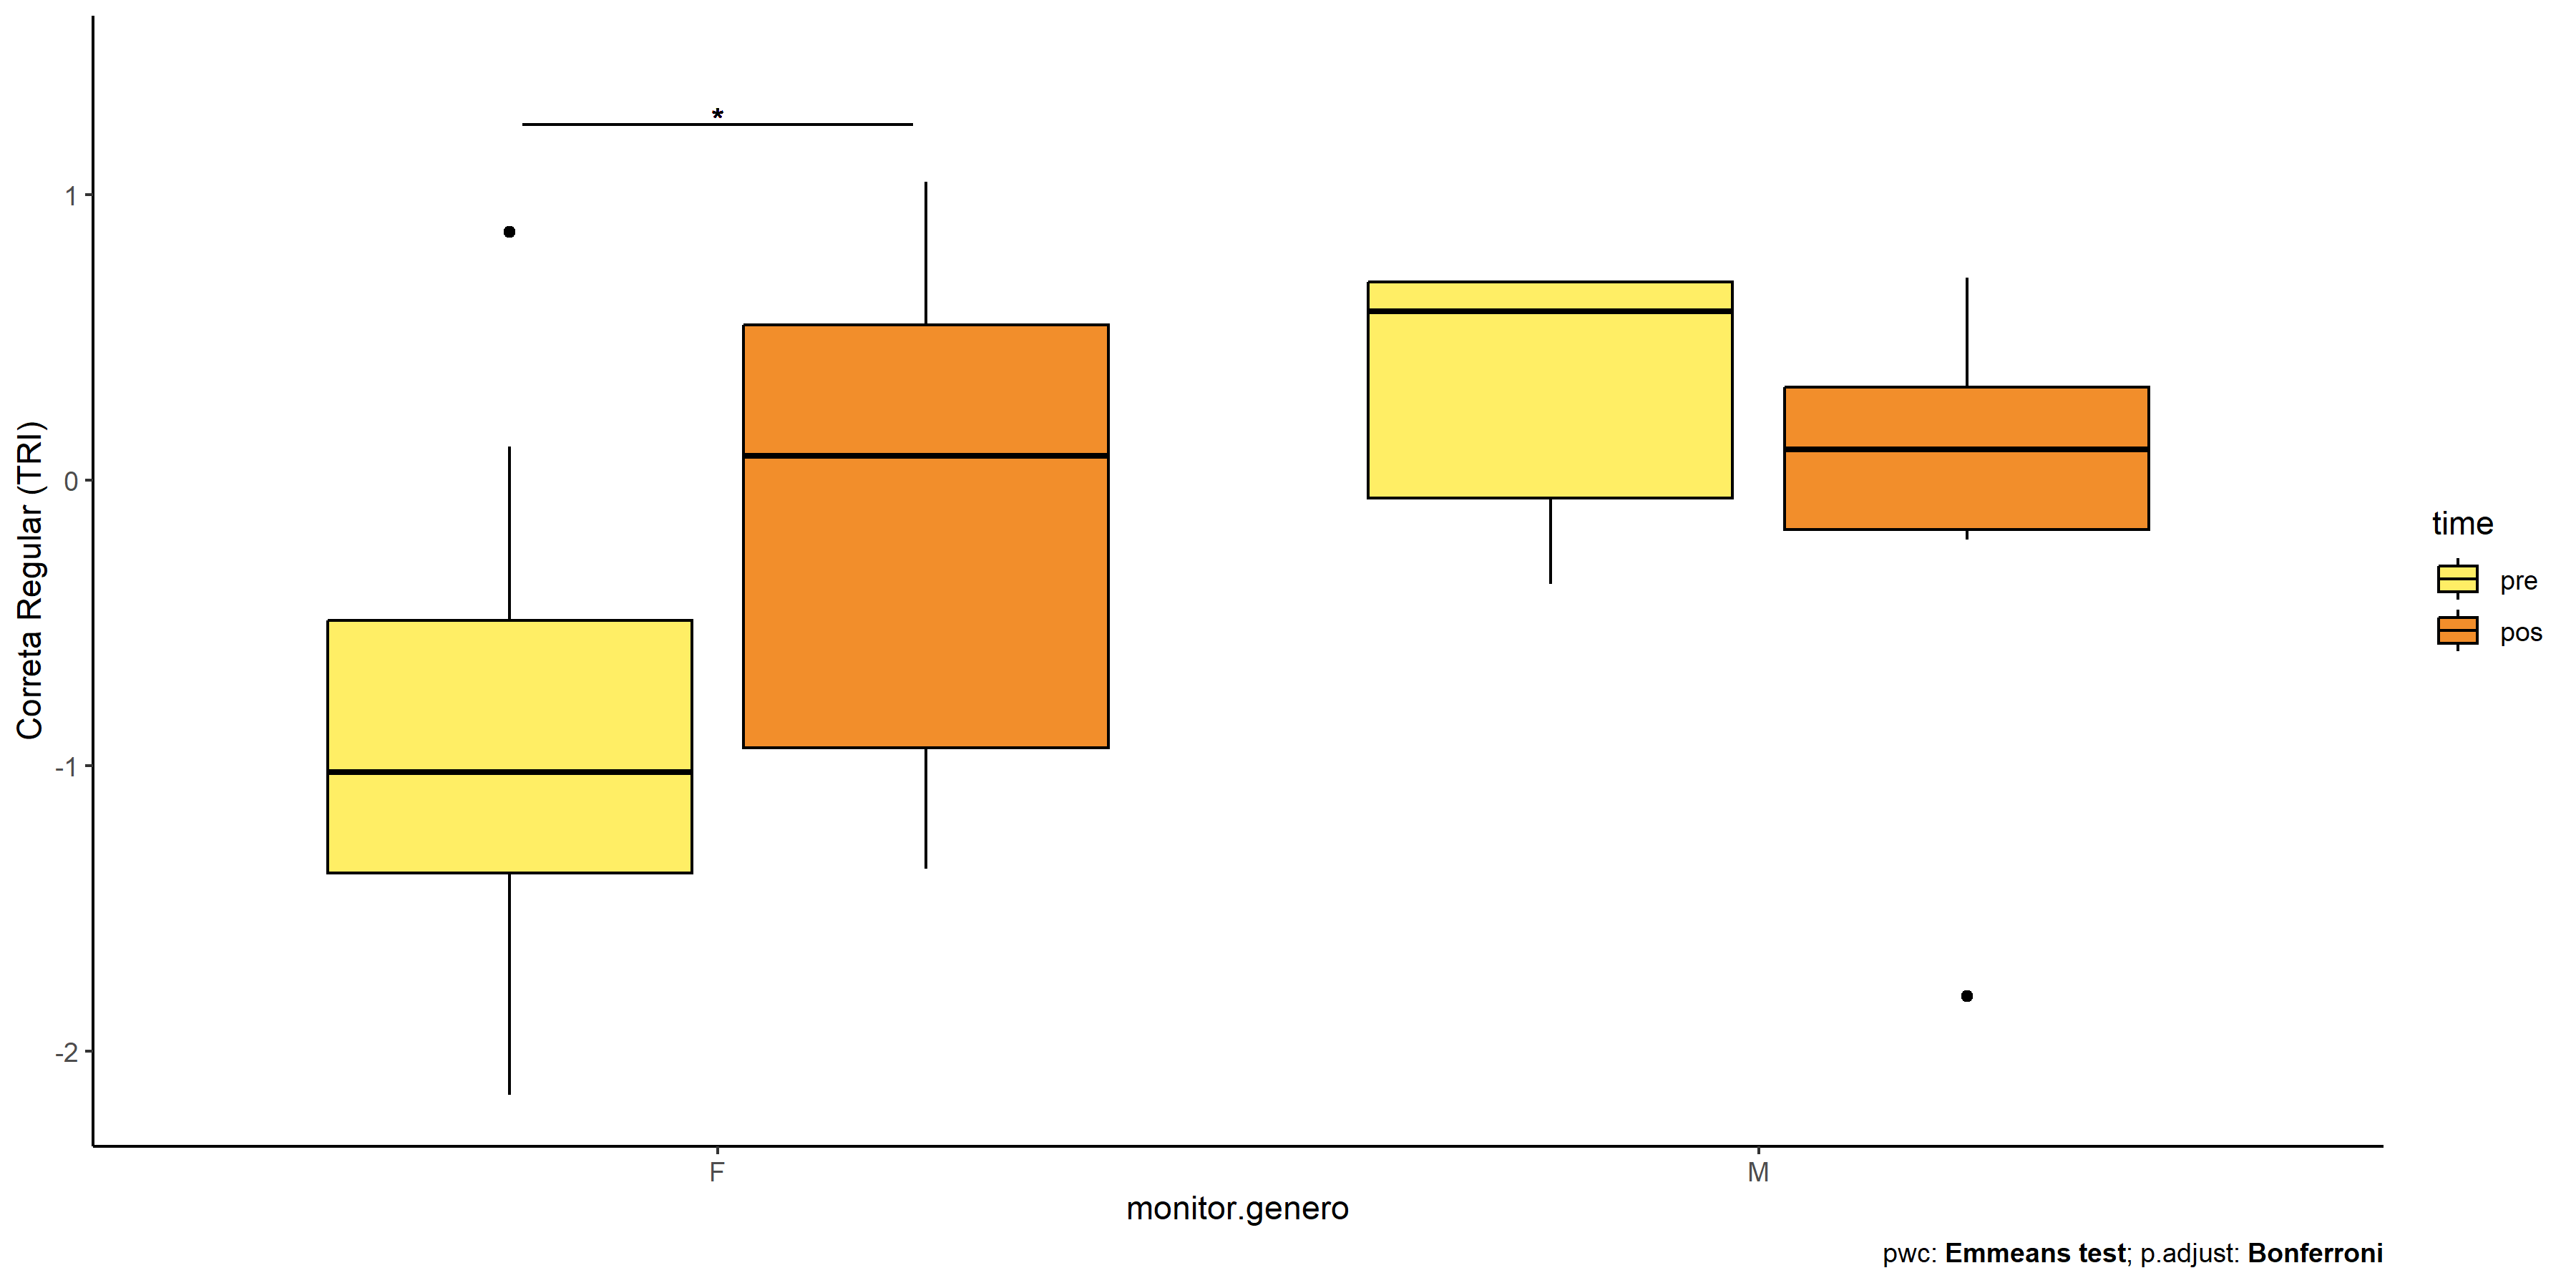 *
1
0
-1
-2
Correta Regular (TRI)
F
M
monitor.genero
time
pre
pos
pwc: Emmeans test; p.adjust: Bonferroni